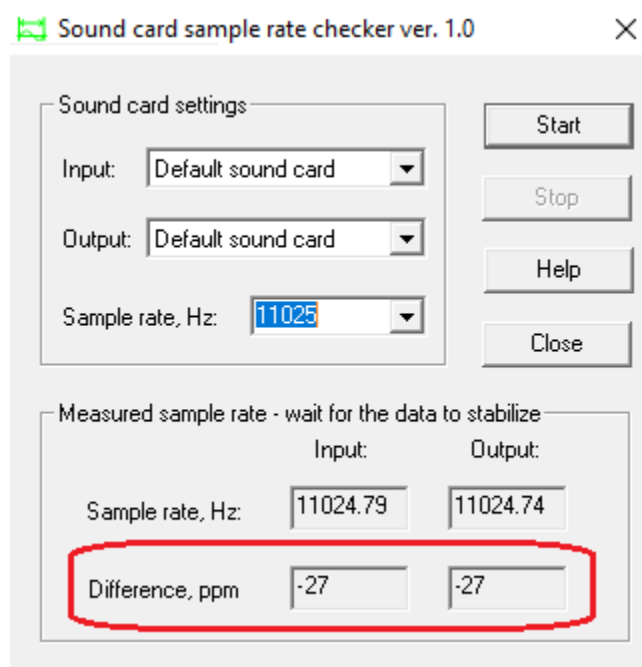 Sound card sample rate checker ver. 1.0
Sound card settings
Input: Default sound card
Output: Default sound card
Sample rate, Hz: 11025
Start
Stop
Help
Close
Measured sample rate - wait for the data to stabilize
Input: Output:
Sample rate, Hz: 11024.79 11024.74
Difference, ppm -27 -27